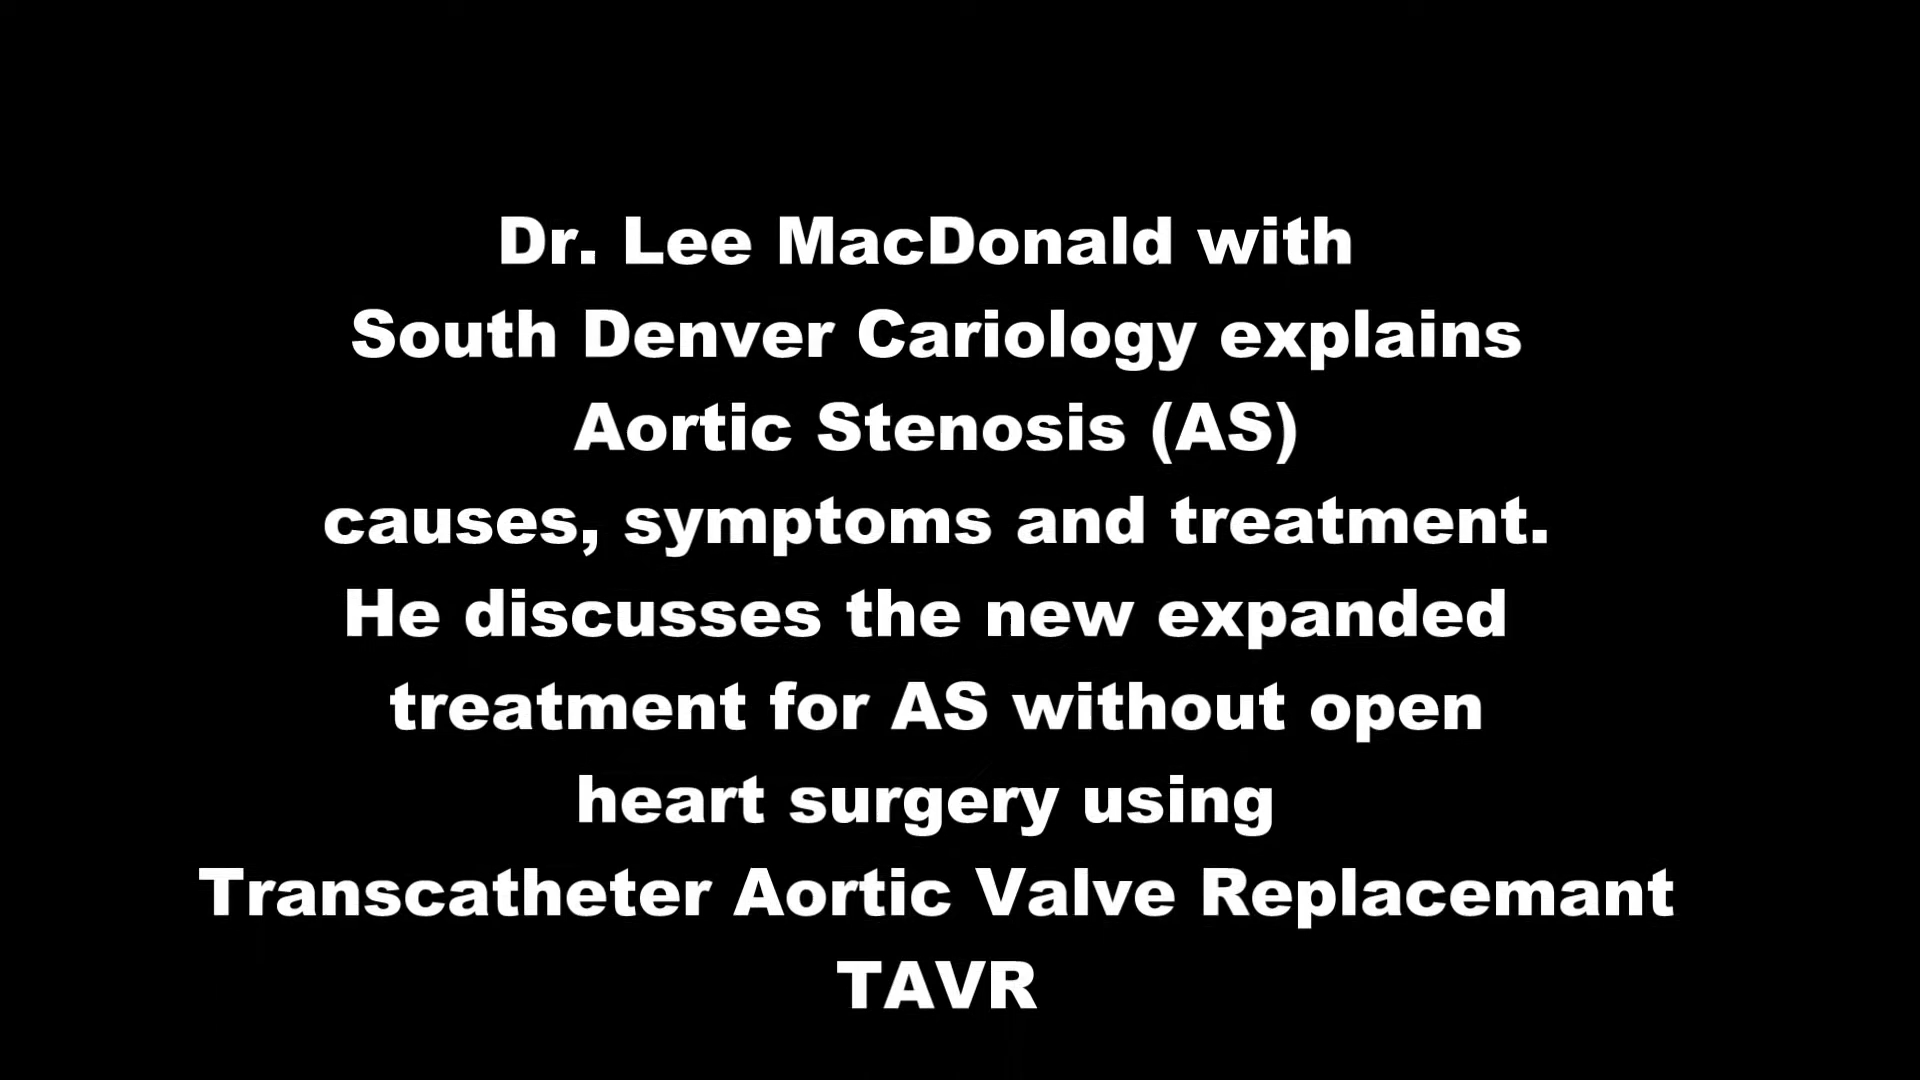 Dr. Lee MacDonald with
South Denver Cariology explains
Aortic Stenosis (AS)
causes, symptoms and treatment.
He discusses the new expanded
treatment for AS without open
heart surgery using
Transcatheter Aortic Valve Replacemant
TAVR